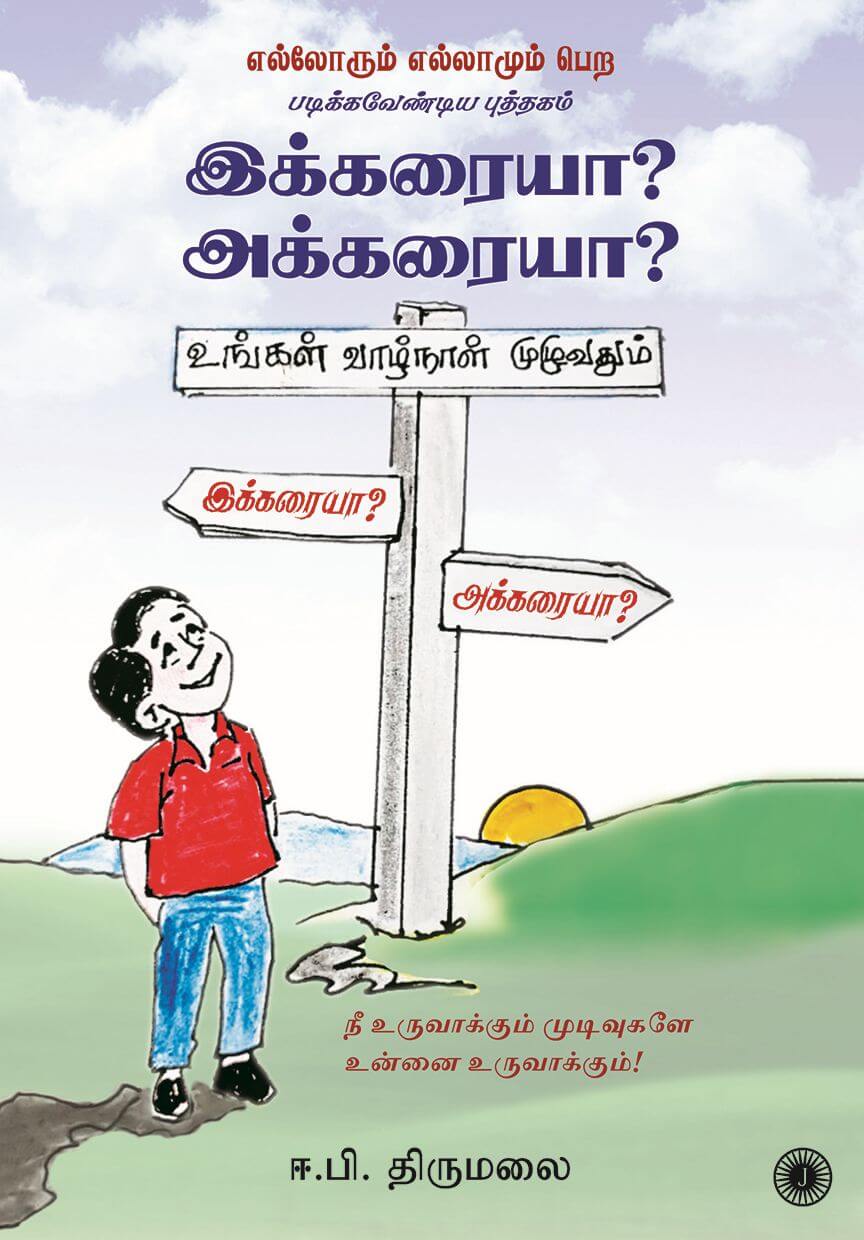 எல்லோரும் எல்லாமும் பெற
படிக்கவேண்டிய புத்தகம்
இக்கரையா?
அக்கரையா?
உங்கள் வாழ்நாள் முழுவதும்
இக்கரையா?
அக்கரையா?
நீ உருவாக்கும் முடிவுகளே
உன்னை உருவாக்கும்!
ஈ.பி. திருமலை
J